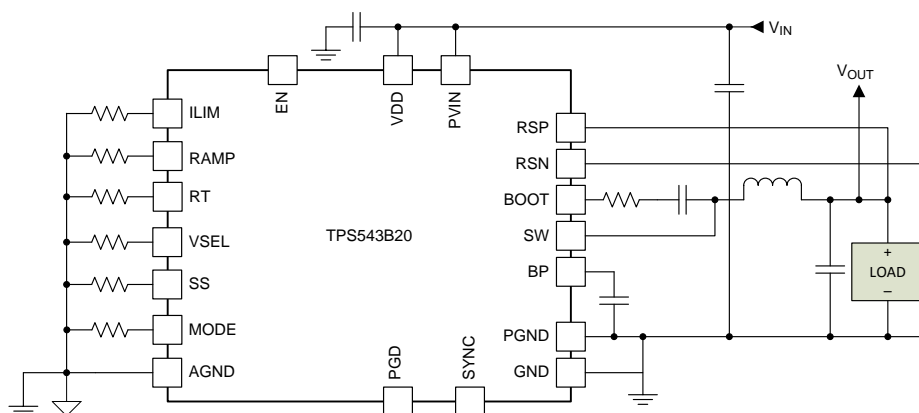 VIN
VOUT
EN
VDD
PVIN
ILIM
RAMP
RT
VSEL
SS
MODE
AGND
TPS543B20
RSP
RSN
BOOT
SW
BP
PGND
GND
PGD
SYNC
+
LOAD
–